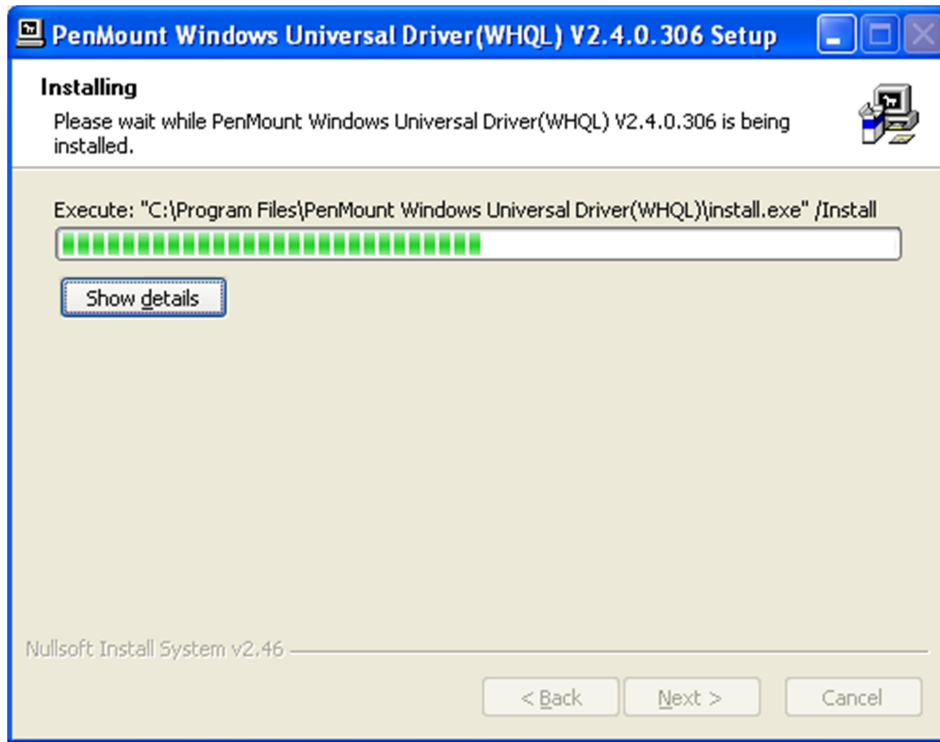 PenMount Windows Universal Driver(WHQL) V2.4.0.306 Setup
Installing
Please wait while PenMount Windows Universal Driver(WHQL) V2.4.0.306 is being
installed.
Execute: "C:\Program Files\PenMount Windows Universal Driver(WHQL)\install.exe" /Install
Show details
Nullsoft Install System v2.46
< Back
Next >
Cancel